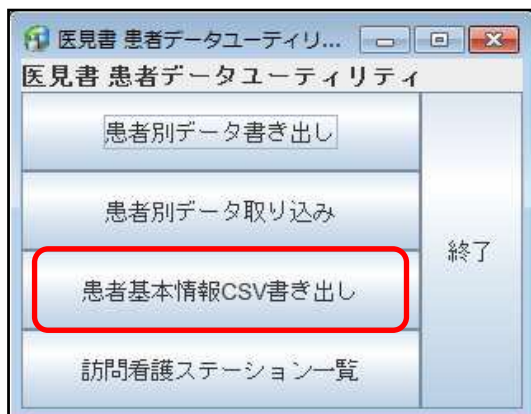 医見書 患者データユーティリ...
医見書 患者データユーティリティ
患者別データ書き出し
患者別データ取り込み
患者基本情報CSV書き出し
訪問看護ステーション一覧
終了